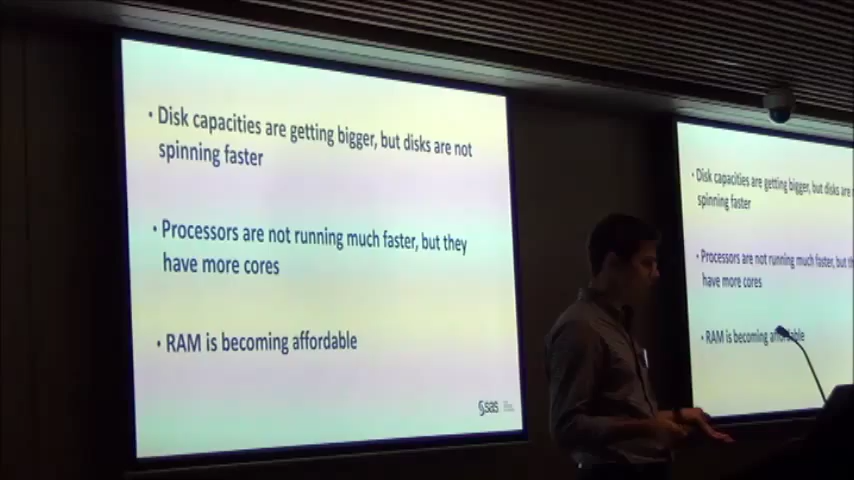 • Disk capacities are getting bigger, but disks are not
spinning faster
• Processors are not running much faster, but they
have more cores
• RAM is becoming affordable
sas
• Disk capacities are getting bigger, but disks are
spinning faster
• Processors are not running much faster, but
have more cores
• RAM is becoming affordable